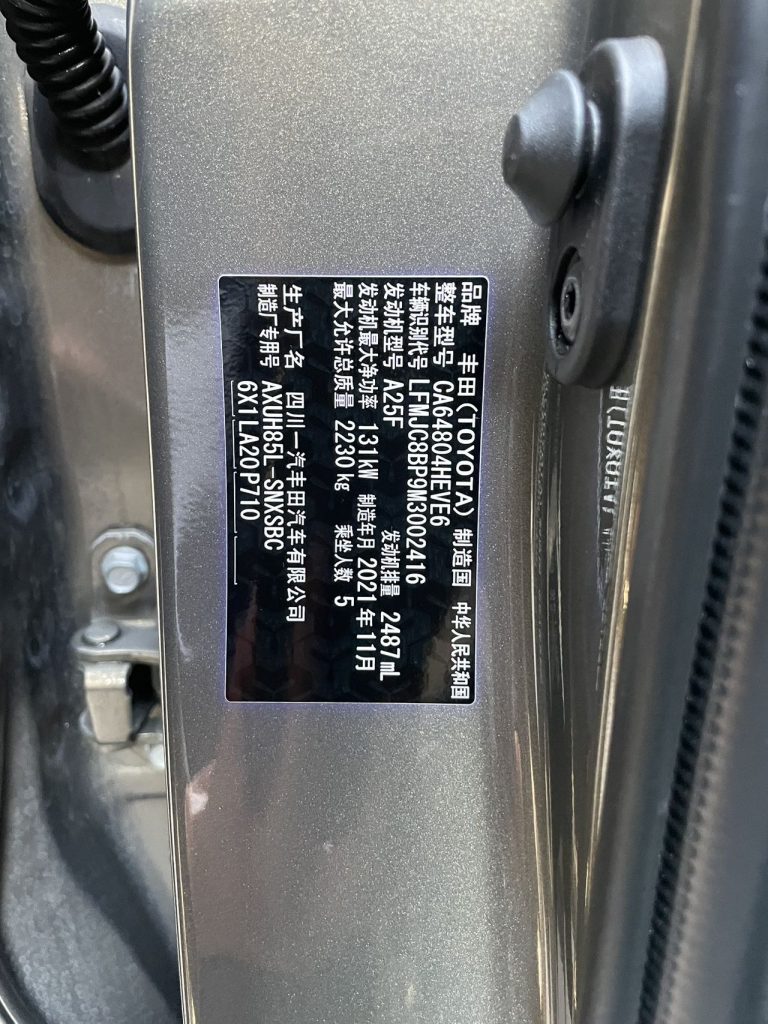 品牌 丰田(TOYOTA) 制造国 中华人民共和国
整车型号 CA64804HEVE6
车辆识别代号 LFMJC8BP9M3002416
发动机型号 A25F 发动机排量 2487mL
发动机最大净功率 131kW 制造年月 2021年11月
最大允许总质量 2230kg 乘坐人数 5
生产厂名 四川一汽丰田汽车有限公司
制造厂专用号 AXUH85L-SNXSBC
6X1LA20P710